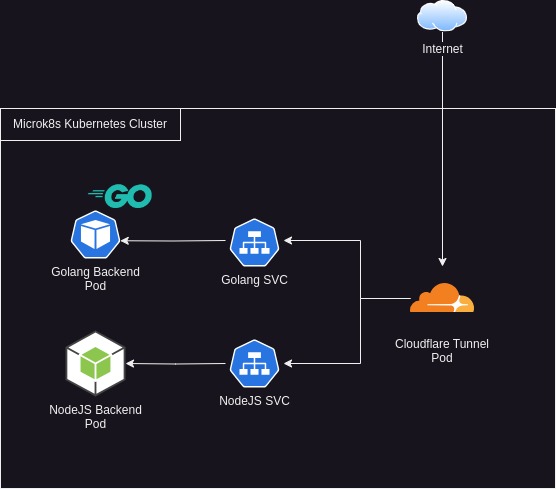 Internet
Microk8s Kubernetes Cluster
GO
Golang Backend
Pod
Golang SVC
Cloudflare Tunnel
Pod
NodeJS Backend
Pod
NodeJS SVC